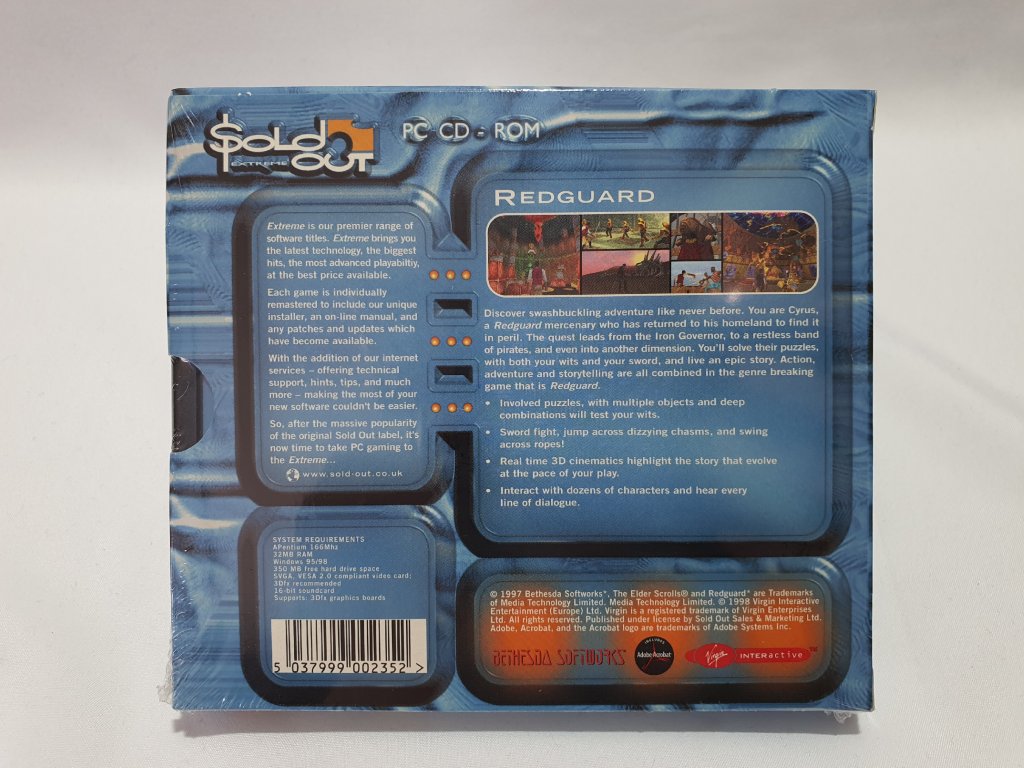 $OLD OUT
EXTREME
PC CD-ROM
REDGUARD
Extreme is our premier range of
software titles. Extreme brings you
the latest technology, the biggest
hits, the most advanced playabiltiy,
at the best price available.
Each game is individually
remastered to include our unique
installer, an on-line manual, and
any patches and updates which
have become available.
With the addition of our internet
services – offering technical
support, hints, tips, and much
more – making the most of your
new software couldn't be easier.
So, after the massive popularity
of the original Sold Out label, it's
now time to take PC gaming to
the Extreme...
www.sold-out.co.uk
Discover swashbuckling adventure like never before. You are Cyrus,
a Redguard mercenary who has returned to his homeland to find it
in peril. The quest leads from the Iron Governor, to a restless band
of pirates, and even into another dimension. You'll solve their puzzles,
with both your wits and your sword, and live an epic story. Action,
adventure and storytelling are all combined in the genre breaking
game that is Redguard.
• Involved puzzles, with multiple objects and deep
combinations will test your wits.
• Sword fight, jump across dizzying chasms, and swing
across ropes!
• Real time 3D cinematics highlight the story that evolve
at the pace of your play.
• Interact with dozens of characters and hear every
line of dialogue.
SYSTEM REQUIREMENTS
APentium 166Mhz
32MB RAM
Windows 95/98
350 MB free hard drive space
SVGA, VESA 2.0 compliant video card;
3Dfx recommended
16-bit soundcard
Supports: 3Dfx graphics boards
5 037999 002352 >
© 1997 Bethesda Softworks®. The Elder Scrolls® and Redguard® are Trademarks
of Media Technology Limited. Media Technology Limited. © 1998 Virgin Interactive
Entertainment (Europe) Ltd. Virgin is a registered trademark of Virgin Enterprises
Ltd. All rights reserved. Published under license by Sold Out Sales & Marketing Ltd.
Adobe, Acrobat, and the Acrobat logo are trademarks of Adobe Systems Inc.
BETHESDA SOFTWORKS
INCLUDES
Adobe Acrobat
Virgin INTERactive